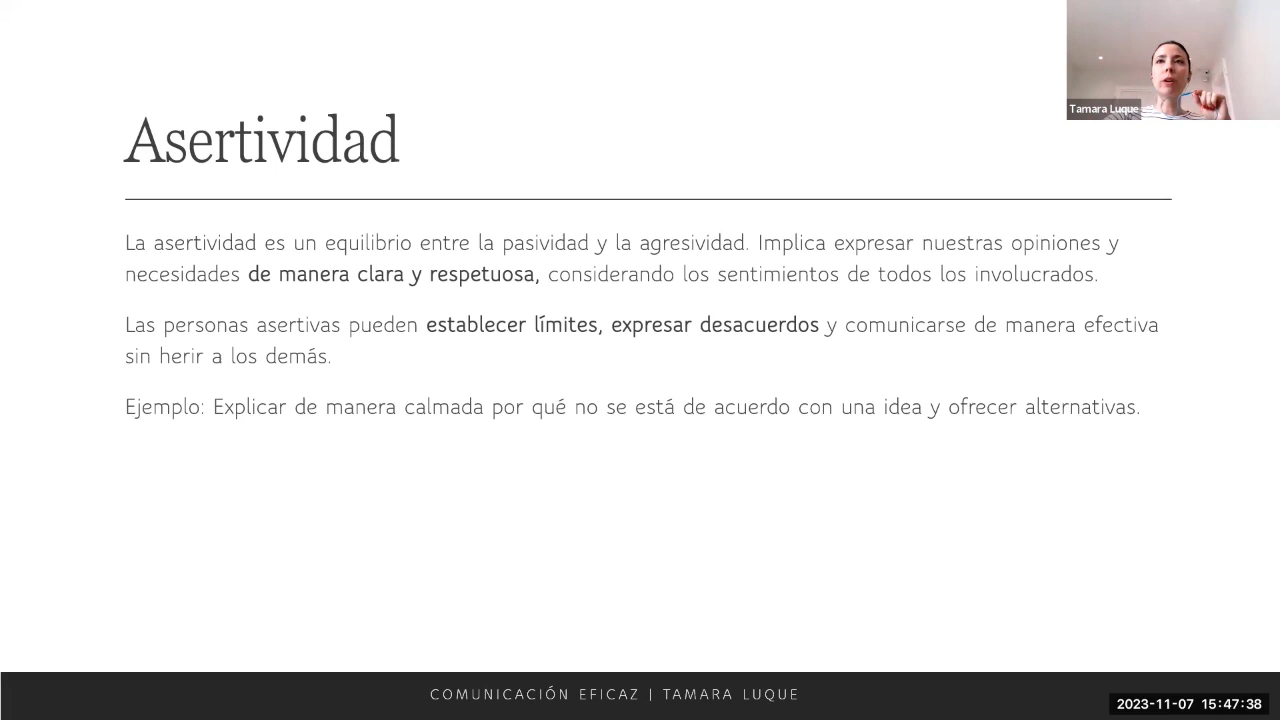 Tamara Luque
Asertividad
La asertividad es un equilibrio entre la pasividad y la agresividad. Implica expresar nuestras opiniones y
necesidades de manera clara y respetuosa, considerando los sentimientos de todos los involucrados.
Las personas asertivas pueden establecer límites, expresar desacuerdos y comunicarse de manera efectiva
sin herir a los demás.
Ejemplo: Explicar de manera calmada por qué no se está de acuerdo con una idea y ofrecer alternativas.
COMUNICACIÓN EFICAZ | TAMARA LUQUE
2023-11-07 15:47:38